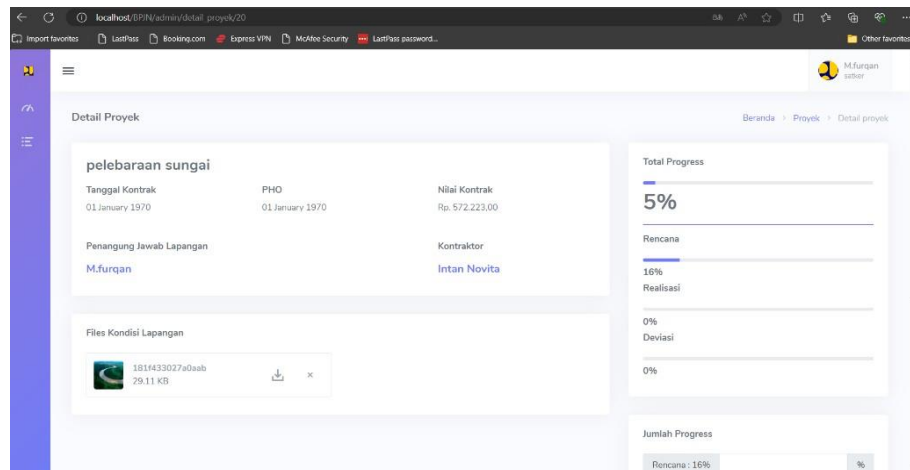 localhost/BPJN/admin/detail_proyek/20
Import favorites LastPass Booking.com Express VPN McAfee Security LastPass password... Other favorites
M.furqan
satker
Detail Proyek
Beranda Proyek Detail proyek
pelebaraan sungai
Tanggal Kontrak PHO Nilai Kontrak
01 January 1970 01 January 1970 Rp. 572.223,00
Penangung Jawab Lapangan Kontraktor
M.furqan Intan Novita
Files Kondisi Lapangan
181f433027a0aab
29.11 KB
Total Progress
5%
Rencana
16%
Realisasi
0%
Deviasi
0%
Jumlah Progress
Rencana : 16% %